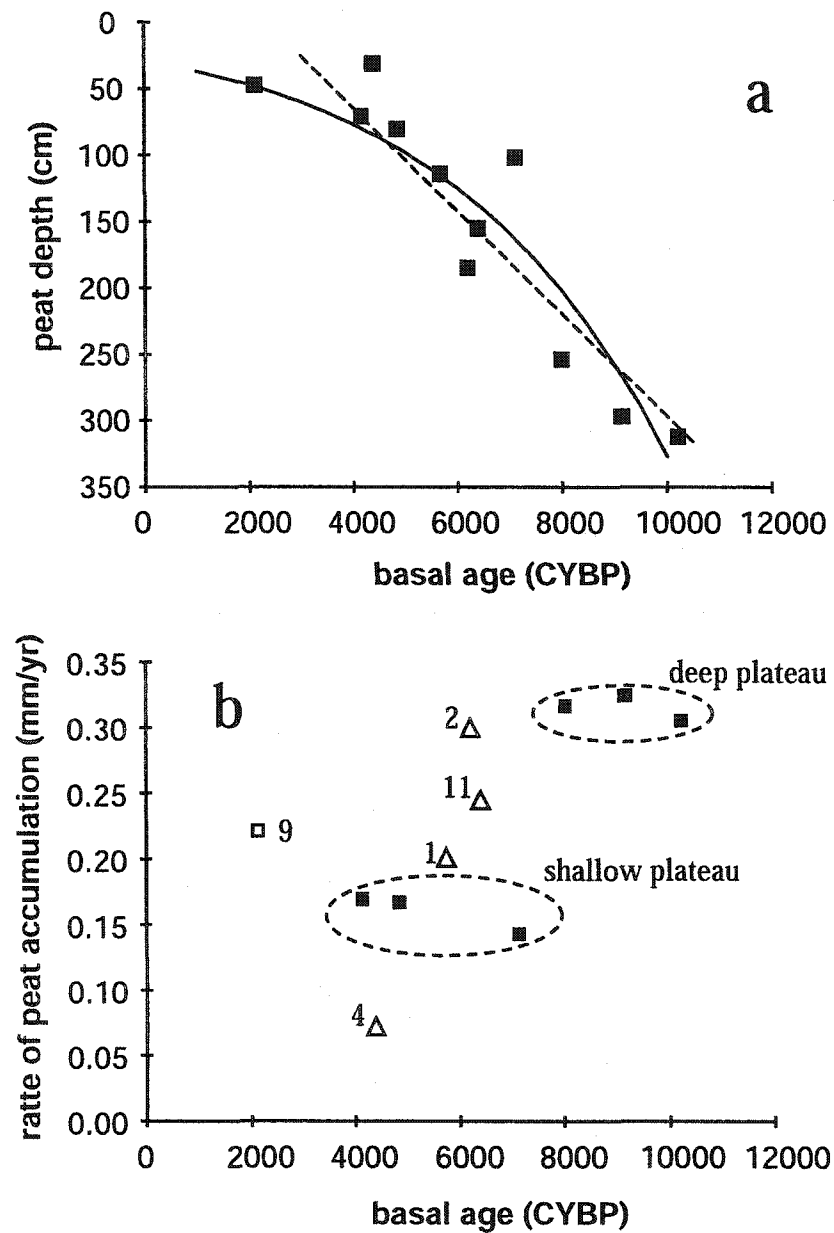 0
50
100
150
200
250
300
350
peat depth (cm)
a
0 2000 4000 6000 8000 10000 12000
basal age (CYBP)
0.35
0.30
0.25
0.20
0.15
0.10
0.05
0.00
ratte of peat accumulation (mm/yr)
b
deep plateau
2
11
9
1
shallow plateau
4
0 2000 4000 6000 8000 10000 12000
basal age (CYBP)